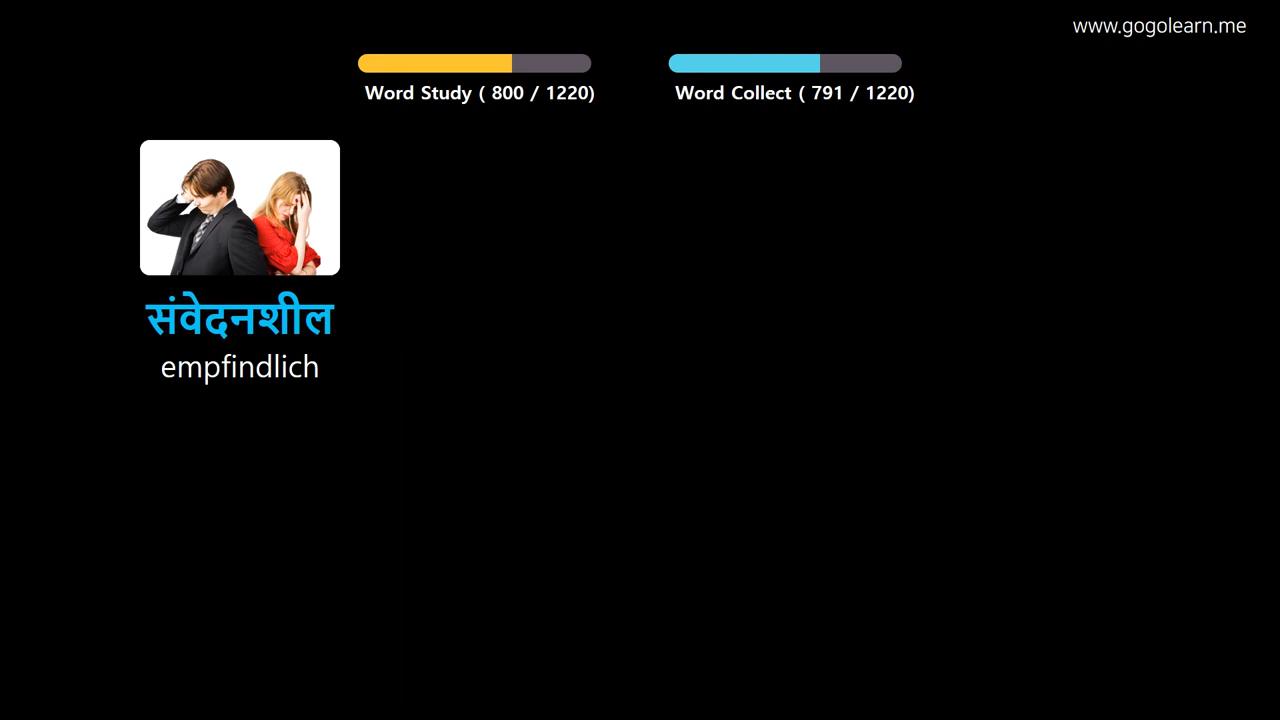 www.gogolearn.me
Word Study ( 800 / 1220)
Word Collect ( 791 / 1220)
संवेदनशील
empfindlich